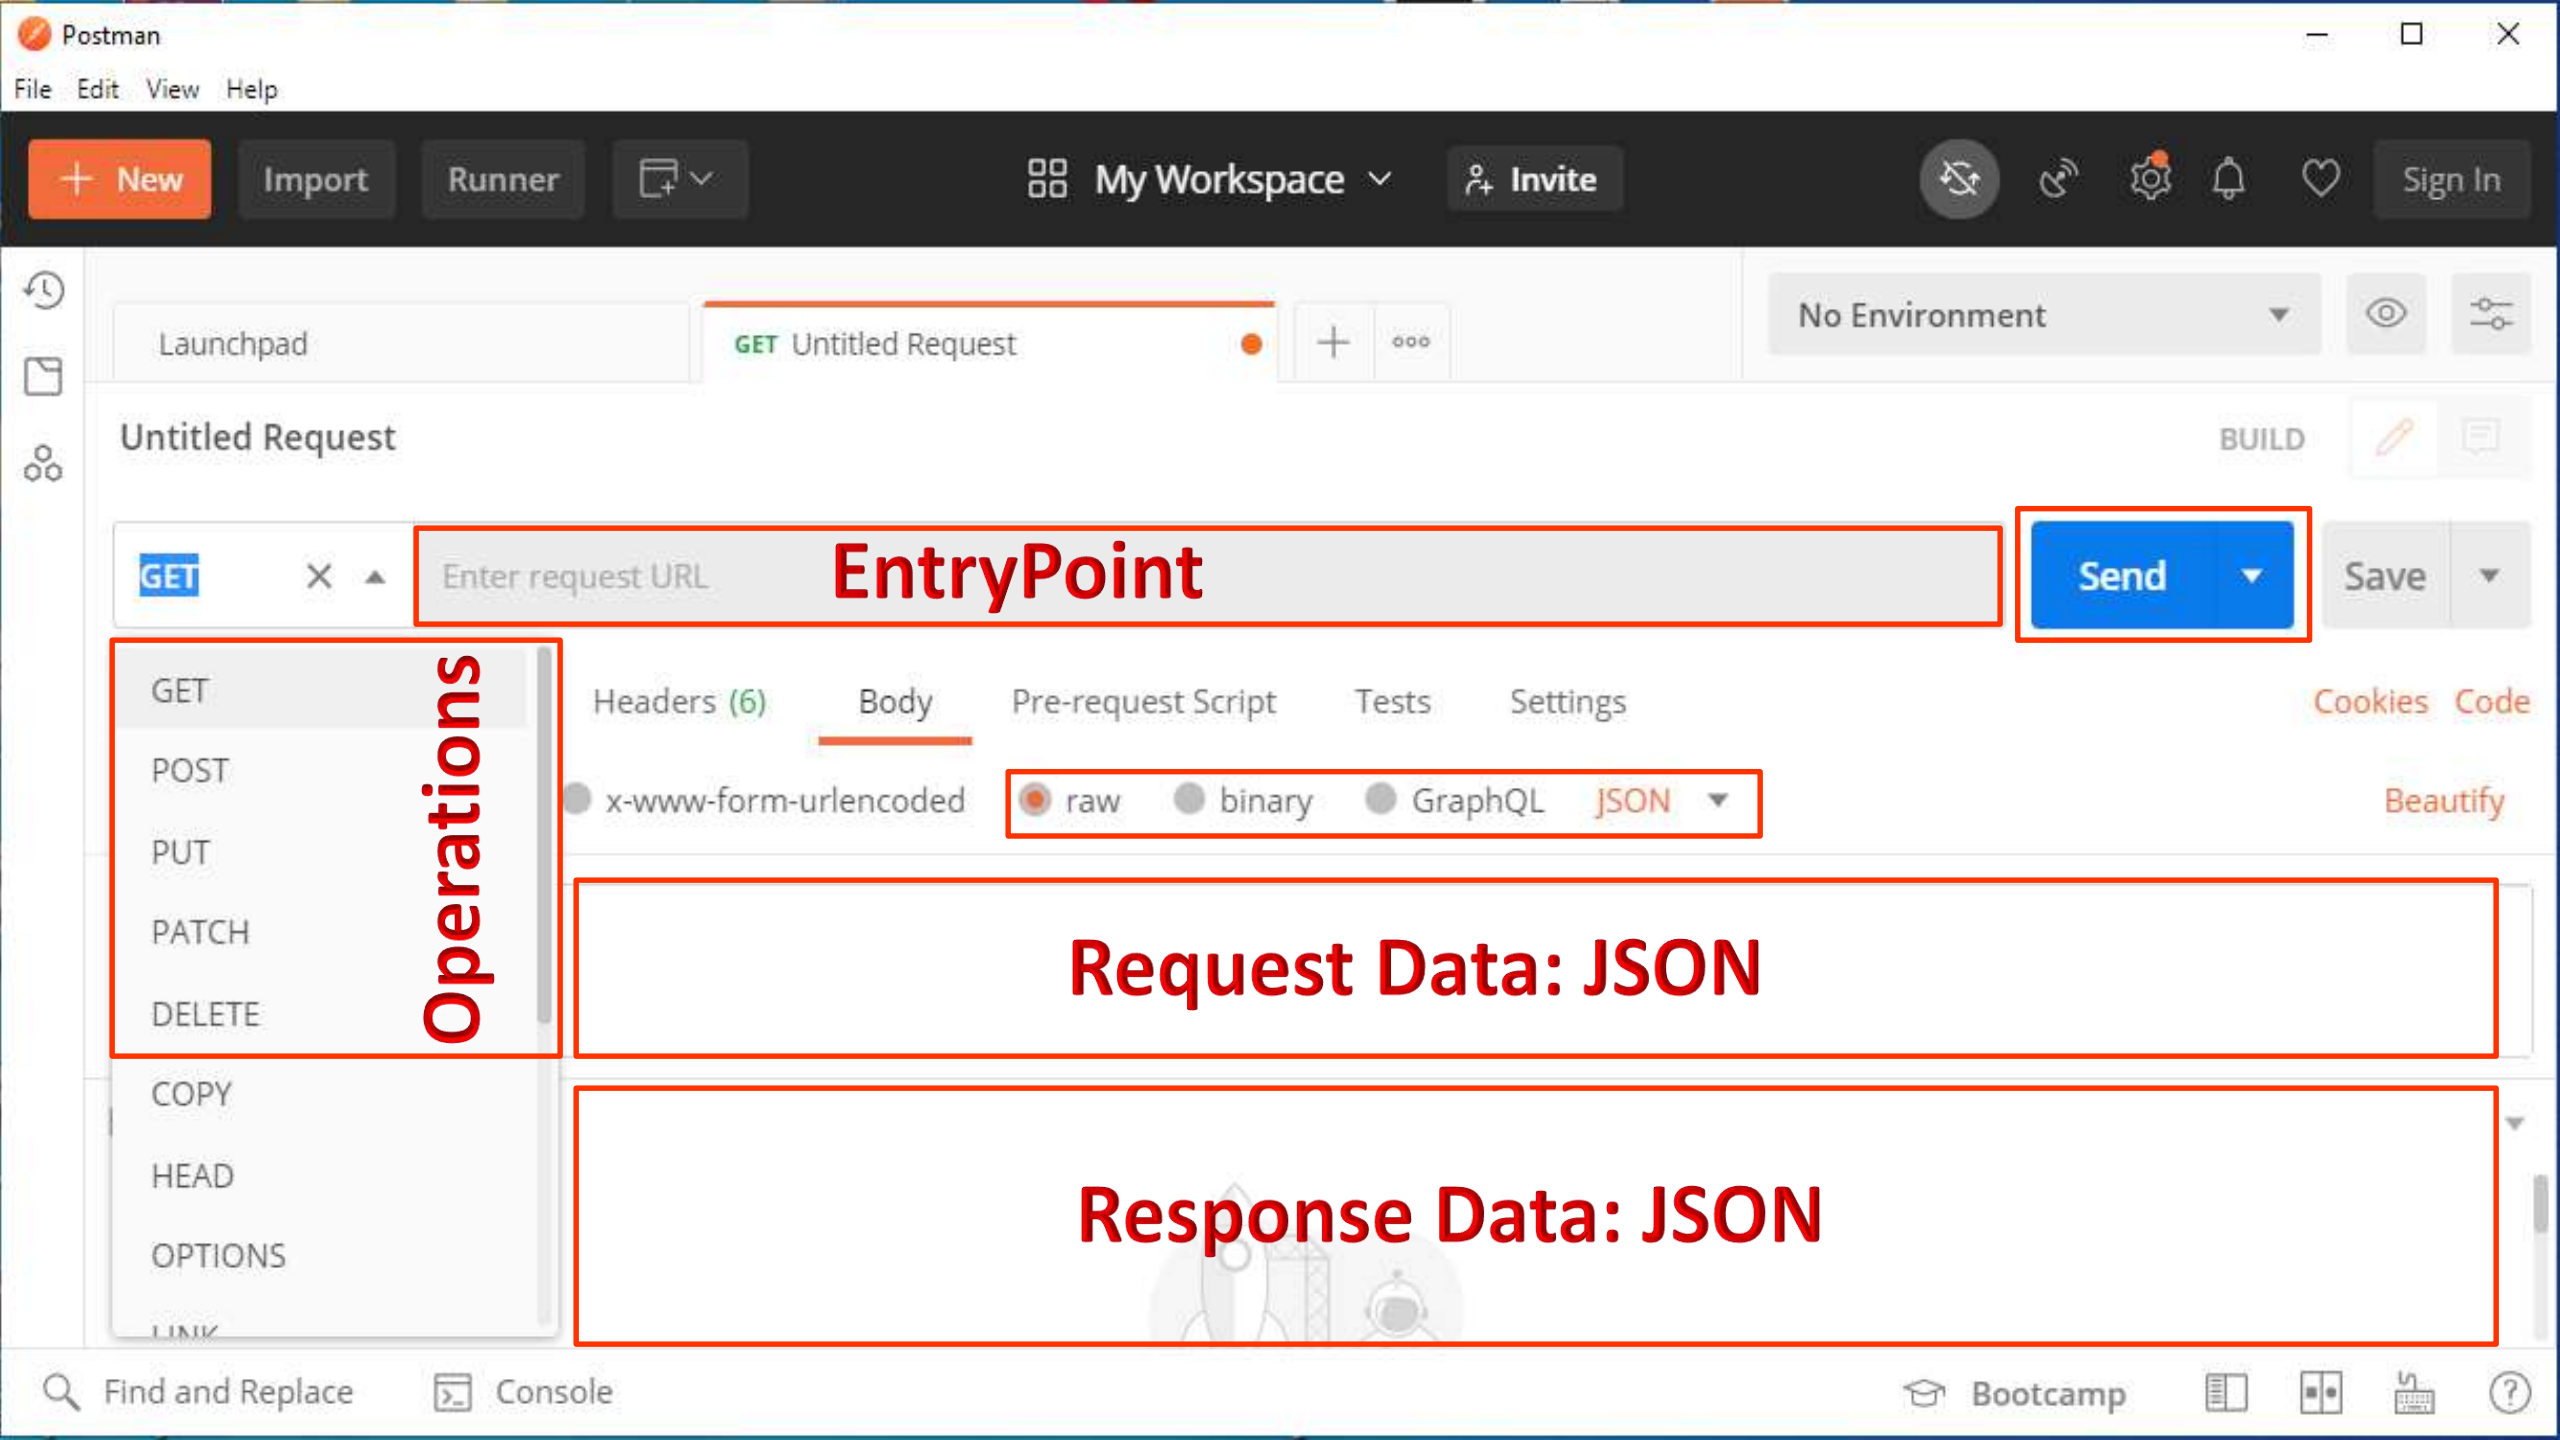 Postman
File Edit View Help
+ New Import Runner My Workspace Invite Sign In
No Environment
Launchpad GET Untitled Request
Untitled Request BUILD
GET Enter request URL EntryPoint Send Save
Operations
GET
Headers (6) Body Pre-request Script Tests Settings Cookies Code
POST
x-www-form-urlencoded raw binary GraphQL JSON Beautify
PUT
PATCH
Request Data: JSON
DELETE
COPY
HEAD
Response Data: JSON
OPTIONS
LINK
Find and Replace Console Bootcamp